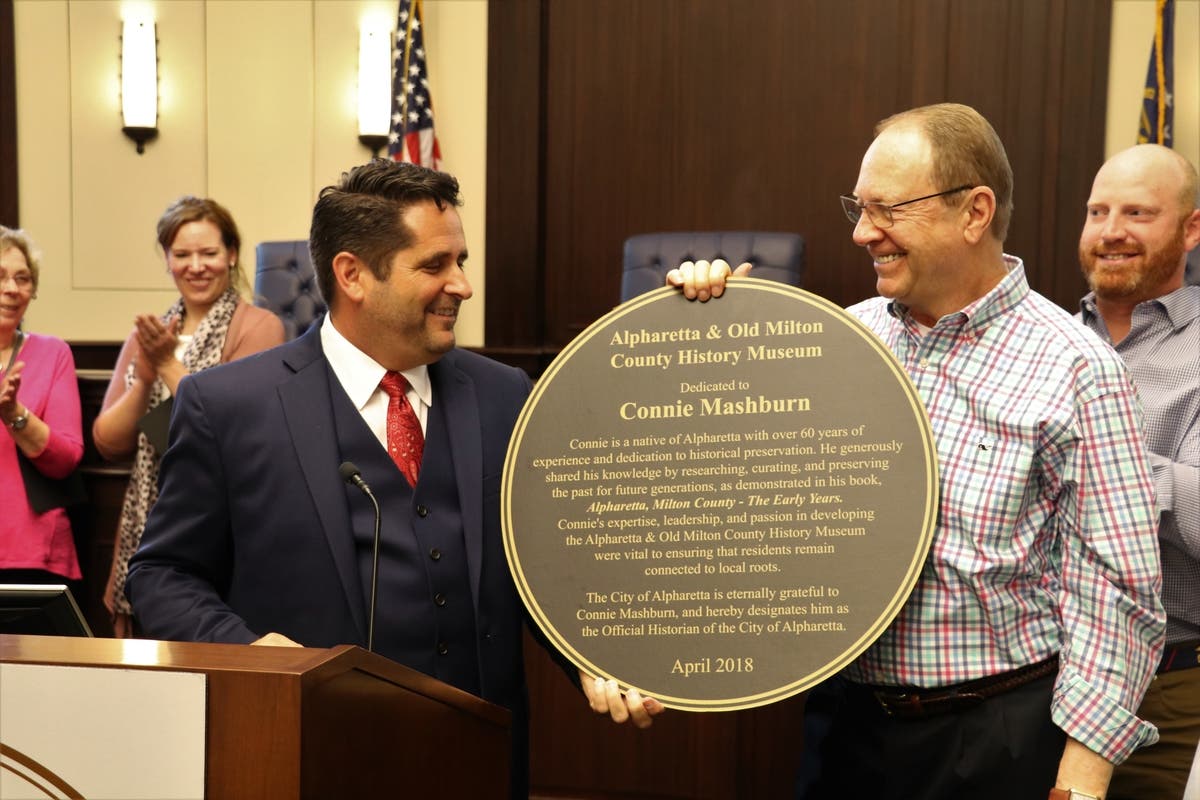 Alpharetta & Old Milton
County History Museum
Dedicated to
Connie Mashburn
Connie is a native of Alpharetta with over 60 years of
experience and dedication to historical preservation. He generously
shared his knowledge by researching, curating, and preserving
the past for future generations, as demonstrated in his book,
Alpharetta, Milton County - The Early Years.
Connie's expertise, leadership, and passion in developing
the Alpharetta & Old Milton County History Museum
were vital to ensuring that residents remain
connected to local roots.
The City of Alpharetta is eternally grateful to
Connie Mashburn, and hereby designates him as
the Official Historian of the City of Alpharetta.
April 2018